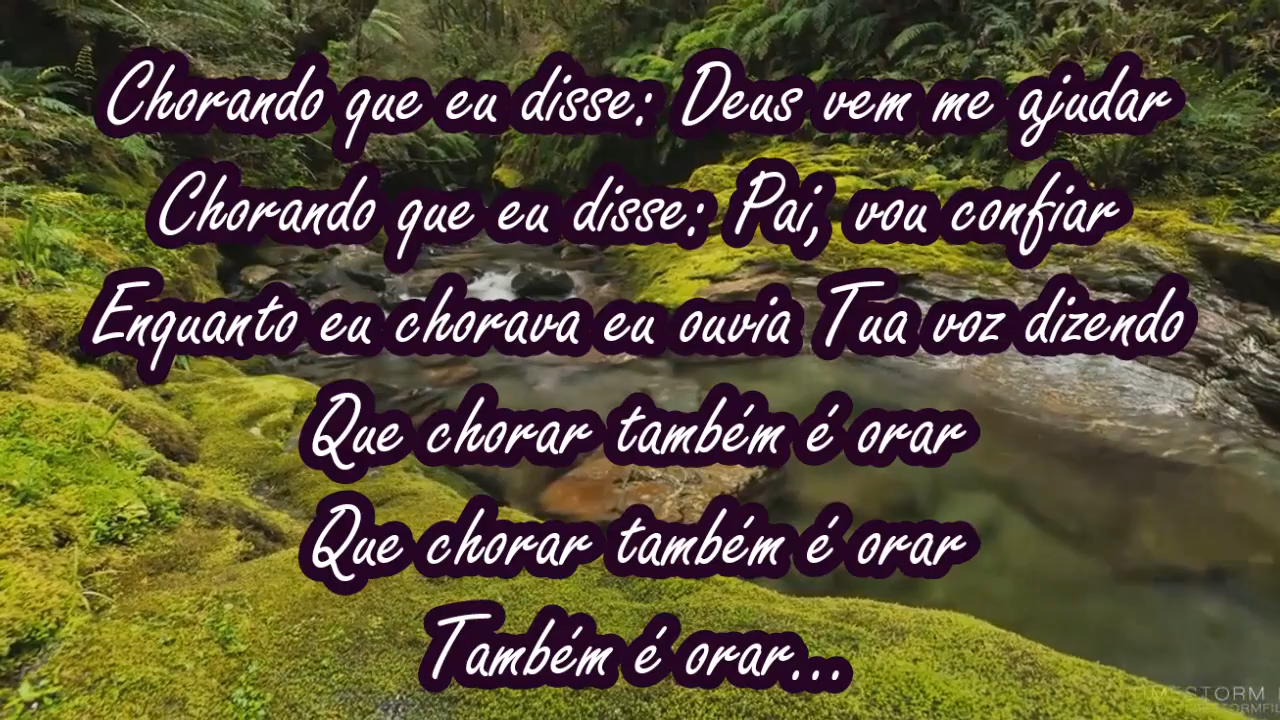 Chorando que eu disse: Deus vem me ajudar
Chorando que eu disse: Pai, vou confiar
Enquanto eu chorava eu ouvia Tua voz dizendo
Que chorar também é orar
Que chorar também é orar
Também é orar...